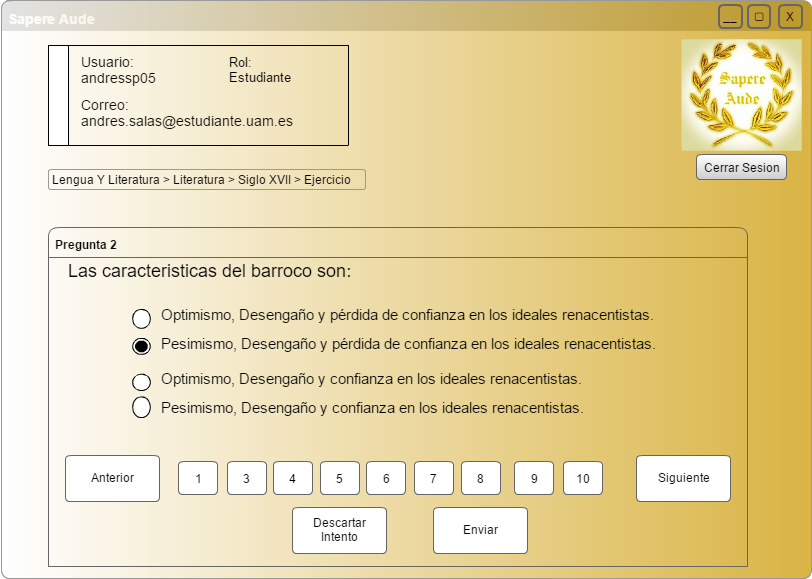 Sapere Aude
X
Usuario:
andressp05
Rol:
Estudiante
Correo:
andres.salas@estudiante.uam.es
Sapere
Aude
Cerrar Sesion
Lengua Y Literatura > Literatura > Siglo XVII > Ejercicio
Pregunta 2
Las caracteristicas del barroco son:
Optimismo, Desengaño y pérdida de confianza en los ideales renacentistas.
Pesimismo, Desengaño y pérdida de confianza en los ideales renacentistas.
Optimismo, Desengaño y confianza en los ideales renacentistas.
Pesimismo, Desengaño y confianza en los ideales renacentistas.
Anterior 1 3 4 5 6 7 8 9 10 Siguiente
Descartar
Intento
Enviar